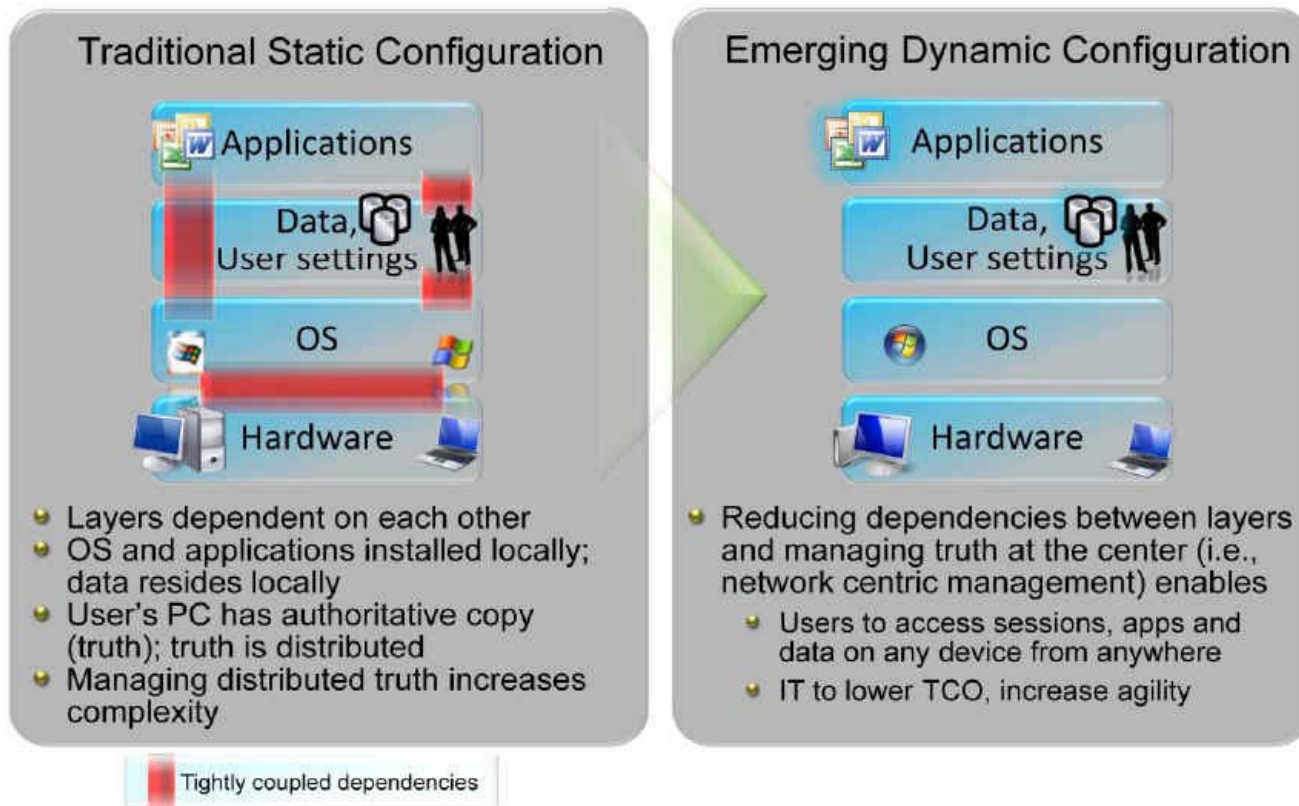 Traditional Static Configuration
Applications
Data,
User settings
OS
Hardware
Layers dependent on each other
OS and applications installed locally;
data resides locally
User's PC has authoritative copy
(truth); truth is distributed
Managing distributed truth increases
complexity
Tightly coupled dependencies
Emerging Dynamic Configuration
Applications
Data,
User settings
OS
Hardware
Reducing dependencies between layers
and managing truth at the center (i.e.,
network centric management) enables
Users to access sessions, apps and
data on any device from anywhere
IT to lower TCO, increase agility